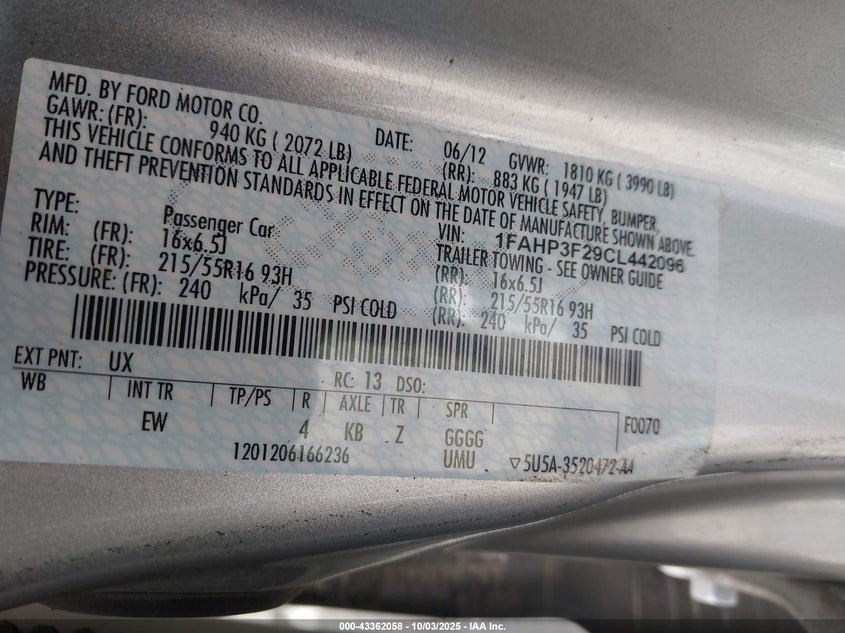 MFD. BY FORD MOTOR CO. DATE: 06/12 GVWR: 1810 KG ( 3990 LB)
GAWR: (FR): 940 KG ( 2072 LB) (RR): 883 KG ( 1947 LB)
THIS VEHICLE CONFORMS TO ALL APPLICABLE FEDERAL MOTOR VEHICLE SAFETY, BUMPER,
AND THEFT PREVENTION STANDARDS IN EFFECT ON THE DATE OF MANUFACTURE SHOWN ABOVE.
VIN: 1FAHP3F29CL442096
TYPE: Passenger Car TRAILER TOWING - SEE OWNER GUIDE
RIM: (FR): 16x6.5J (RR): 16x6.5J
TIRE: (FR): 215/55R16 93H (RR): 215/55R16 93H
PRESSURE: (FR): 240 kPa/ 35 PSI COLD (RR): 240 kPa/ 35 PSI COLD
EXT PNT: UX RC: 13 DSO:
WB INT TR TP/PS R AXLE TR SPR F0070
EW 4 KB Z GGGG
1201206166236 UMU ▽5U5A-3520472-AA
000-43362058 - 10/03/2025 - IAA Inc.